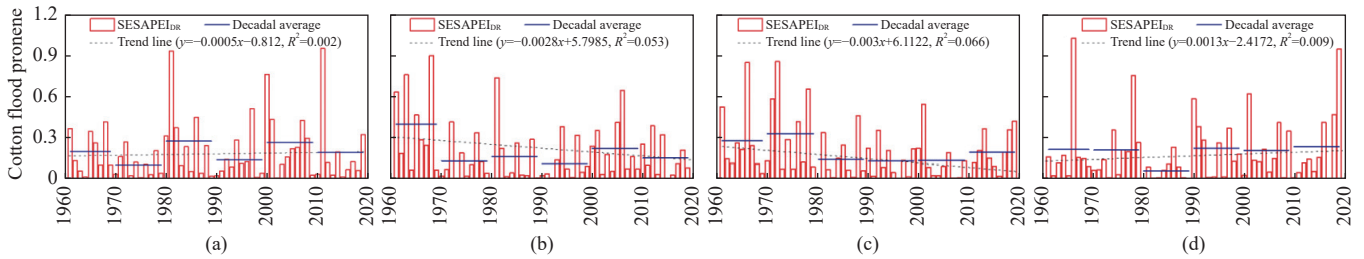 Cotton flood pronene
1.2
0.9
0.6
0.3
0
SESAPEI_DR Decadal average
Trend line (y=−0.0005x−0.812, R²=0.002)
1960 1970 1980 1990 2000 2010 2020
(a)
SESAPEI_DR Decadal average
Trend line (y=−0.0028x+5.7985, R²=0.053)
1960 1970 1980 1990 2000 2010 2020
(b)
SESAPEI_DR Decadal average
Trend line (y=−0.003x+6.1122, R²=0.066)
1960 1970 1980 1990 2000 2010 2020
(c)
SESAPEI_DR Decadal average
Trend line (y=0.0013x−2.4172, R²=0.009)
1960 1970 1980 1990 2000 2010 2020
(d)